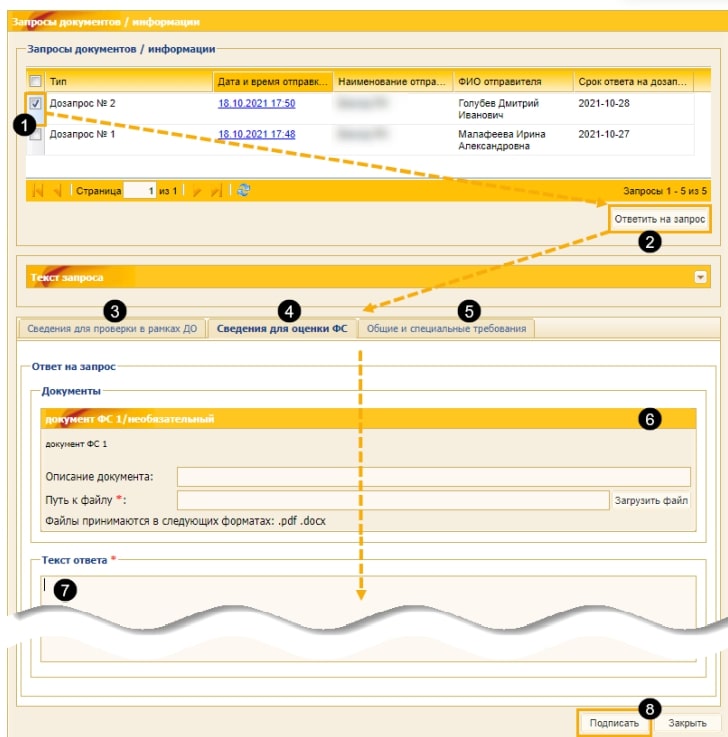 Запросы документов / информации
Запросы документов / информации
Тип Дата и время отправк... Наименование отпра... ФИО отправителя Срок ответа на дозап...
Дозапрос № 2 18.10.2021 17:50 Голубев Дмитрий 2021-10-28
Иванович
1
Дозапрос № 1 18.10.2021 17:48 Малафеева Ирина 2021-10-27
Александровна
Страница 1 из 1 Запросы 1 - 5 из 5
Ответить на запрос
2
Текст запроса
3 4 5
Сведения для проверки в рамках ДО Сведения для оценки ФС Общие и специальные требования
Ответ на запрос
Документы
документ ФС 1/необязательный 6
документ ФС 1
Описание документа:
Путь к файлу *: Загрузить файл
Файлы принимаются в следующих форматах: .pdf .docx
Текст ответа *
7
8
Подписать Закрыть